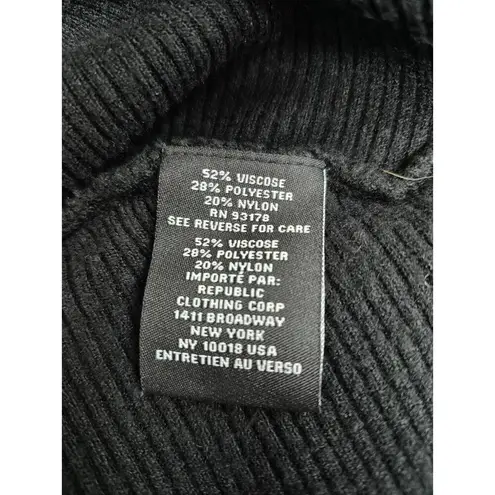 52% VISCOSE
28% POLYESTER
20% NYLON
RN 93178
SEE REVERSE FOR CARE
52% VISCOSE
28% POLYESTER
20% NYLON
IMPORTÉ PAR:
REPUBLIC
CLOTHING CORP
1411 BROADWAY
NEW YORK
NY 10018 USA
ENTRETIEN AU VERSO